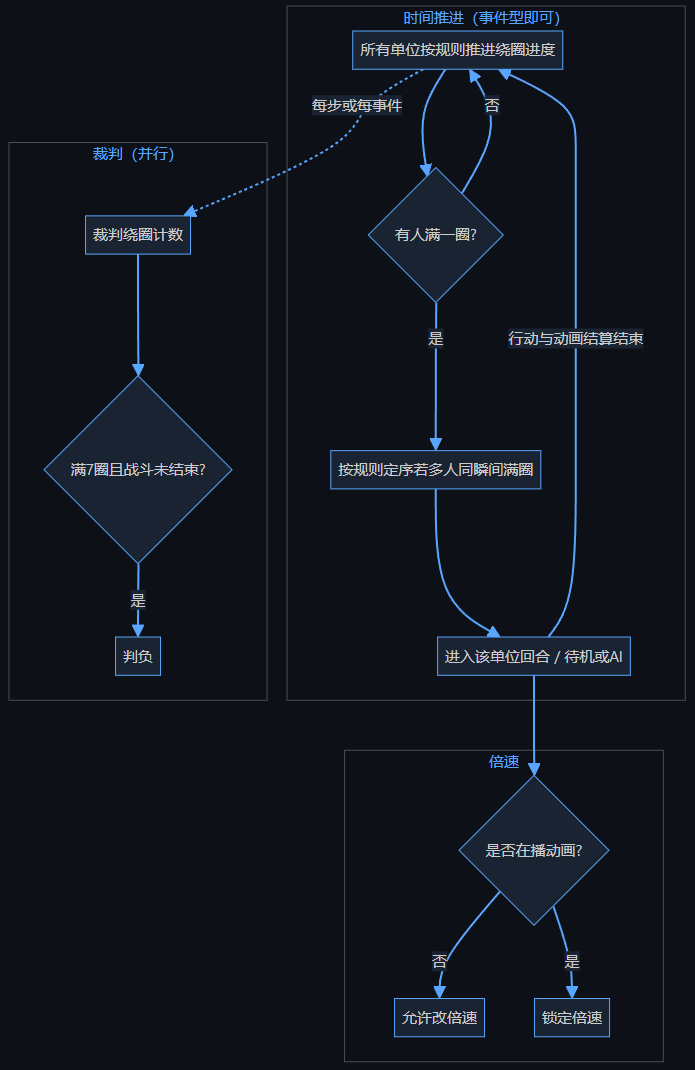 时间推进（事件型即可）
所有单位按规则推进绕圈进度
每步或每事件
否
裁判（并行）
裁判绕圈计数
有人满一圈?
是
行动与动画结算结束
满7圈且战斗未结束?
按规则定序若多人同瞬间满圈
是
判负
进入该单位回合 / 待机或AI
倍速
是否在播动画?
否
是
允许改倍速
锁定倍速